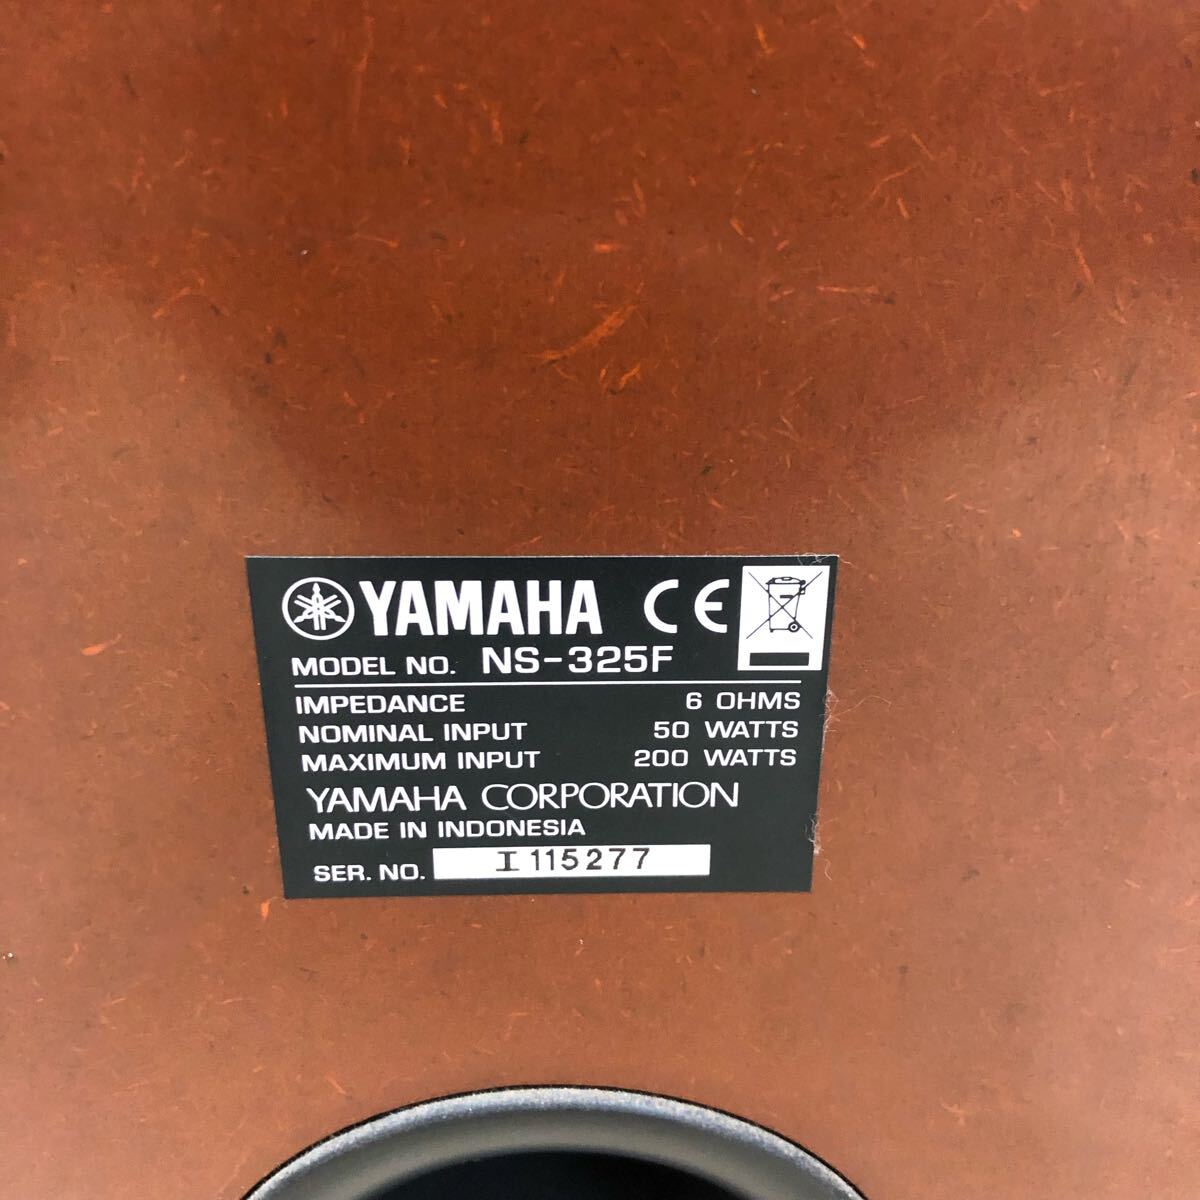 YAMAHA CE
MODEL NO. NS-325F
IMPEDANCE 6 OHMS
NOMINAL INPUT 50 WATTS
MAXIMUM INPUT 200 WATTS
YAMAHA CORPORATION
MADE IN INDONESIA
SER. NO. I 115277